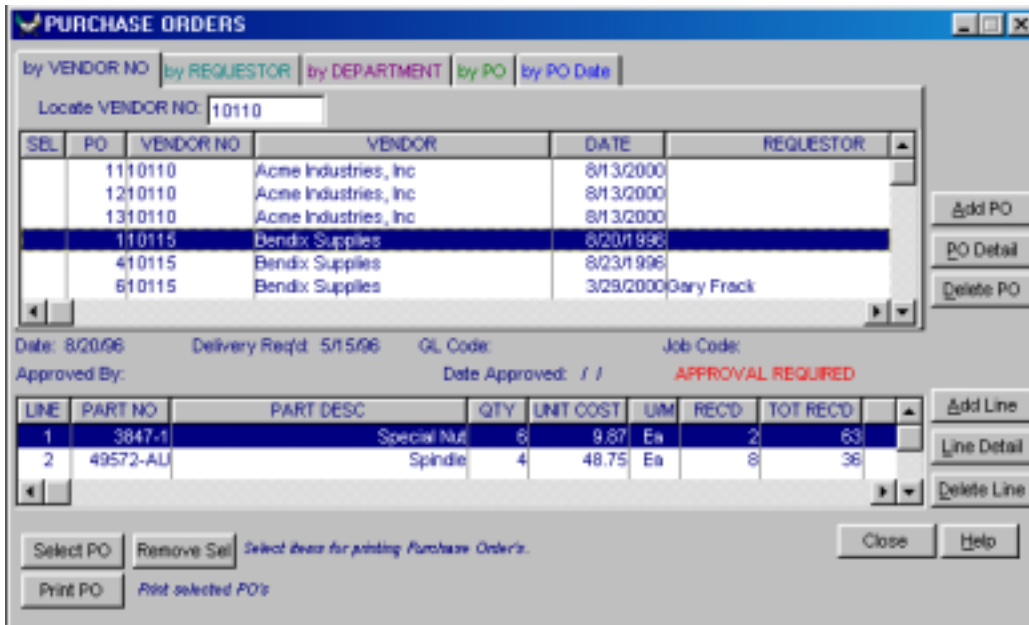 PURCHASE ORDERS
by VENDOR NO by REQUESTOR by DEPARTMENT by PO by PO Date
Locate VENDOR NO: 10110
SEL PO VENDOR NO VENDOR DATE REQUESTOR
11 10110 Acme Industries, Inc 8/13/2000
12 10110 Acme Industries, Inc 8/13/2000
13 10110 Acme Industries, Inc 8/13/2000
1 10115 Bendix Supplies 8/20/1996
4 10115 Bendix Supplies 8/23/1996
6 10115 Bendix Supplies 3/29/2000 Gary Frack
Add PO
PO Detail
Delete PO
Date: 8/20/96 Delivery Req'd: 5/15/96 GL Code: Job Code:
Approved By: Date Approved: / / APPROVAL REQUIRED
LINE PART NO PART DESC QTY UNIT COST U/M REC'D TOT REC'D
1 3847-1 Special Nut 6 9.87 Ea 2 63
2 49572-AU Spindle 4 48.75 Ea 8 36
Add Line
Line Detail
Delete Line
Select PO Remove Sel Select items for printing Purchase Order's.
Close Help
Print PO Print selected PO's